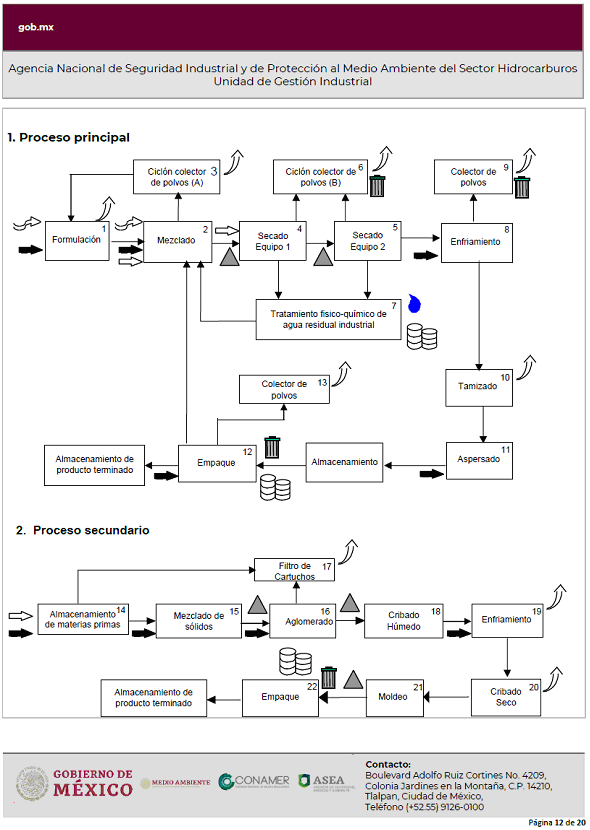 gob.mx
Agencia Nacional de Seguridad Industrial y de Protección al Medio Ambiente del Sector Hidrocarburos
Unidad de Gestión Industrial
1. Proceso principal
Ciclón colector 3
de polvos (A)
Ciclón colector de 6
polvos (B)
Colector de 9
polvos
1
Formulación
2
Mezclado
4
Secado
Equipo 1
5
Secado
Equipo 2
8
Enfriamiento
7
Tratamiento fisico-químico de
agua residual industrial
Colector de 13
polvos
10
Tamizado
Almacenamiento de
producto terminado
12
Empaque
Almacenamiento
11
Aspersado
2. Proceso secundario
Filtro de 17
Cartuchos
Almacenamiento 14
de materias primas
15
Mezclado de
sólidos
16
Aglomerado
18
Cribado
Húmedo
19
Enfriamiento
Almacenamiento de
producto terminado
22
Empaque
21
Moldeo
20
Cribado
Seco
GOBIERNO DE
MÉXICO
MEDIO AMBIENTE
CONAMER
ASEA
Contacto:
Boulevard Adolfo Ruiz Cortines No. 4209,
Colonia Jardines en la Montaña, C.P. 14210,
Tlalpan, Ciudad de México,
Teléfono (+52.55) 9126-0100
Página 12 de 20